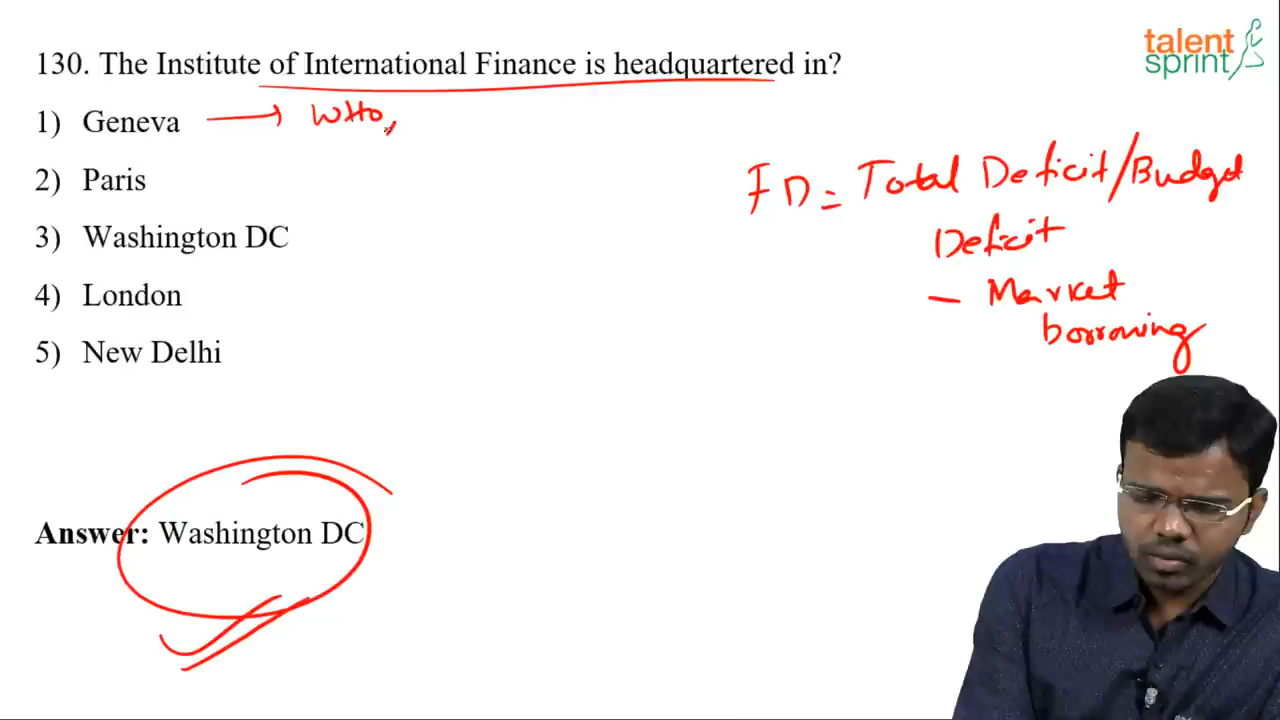 talent
sprint
130. The Institute of International Finance is headquartered in?
1) Geneva → WHO,
2) Paris
3) Washington DC
4) London
5) New Delhi
FD = Total Deficit/Budget
Deficit
- Market
borrowing
Answer: Washington DC